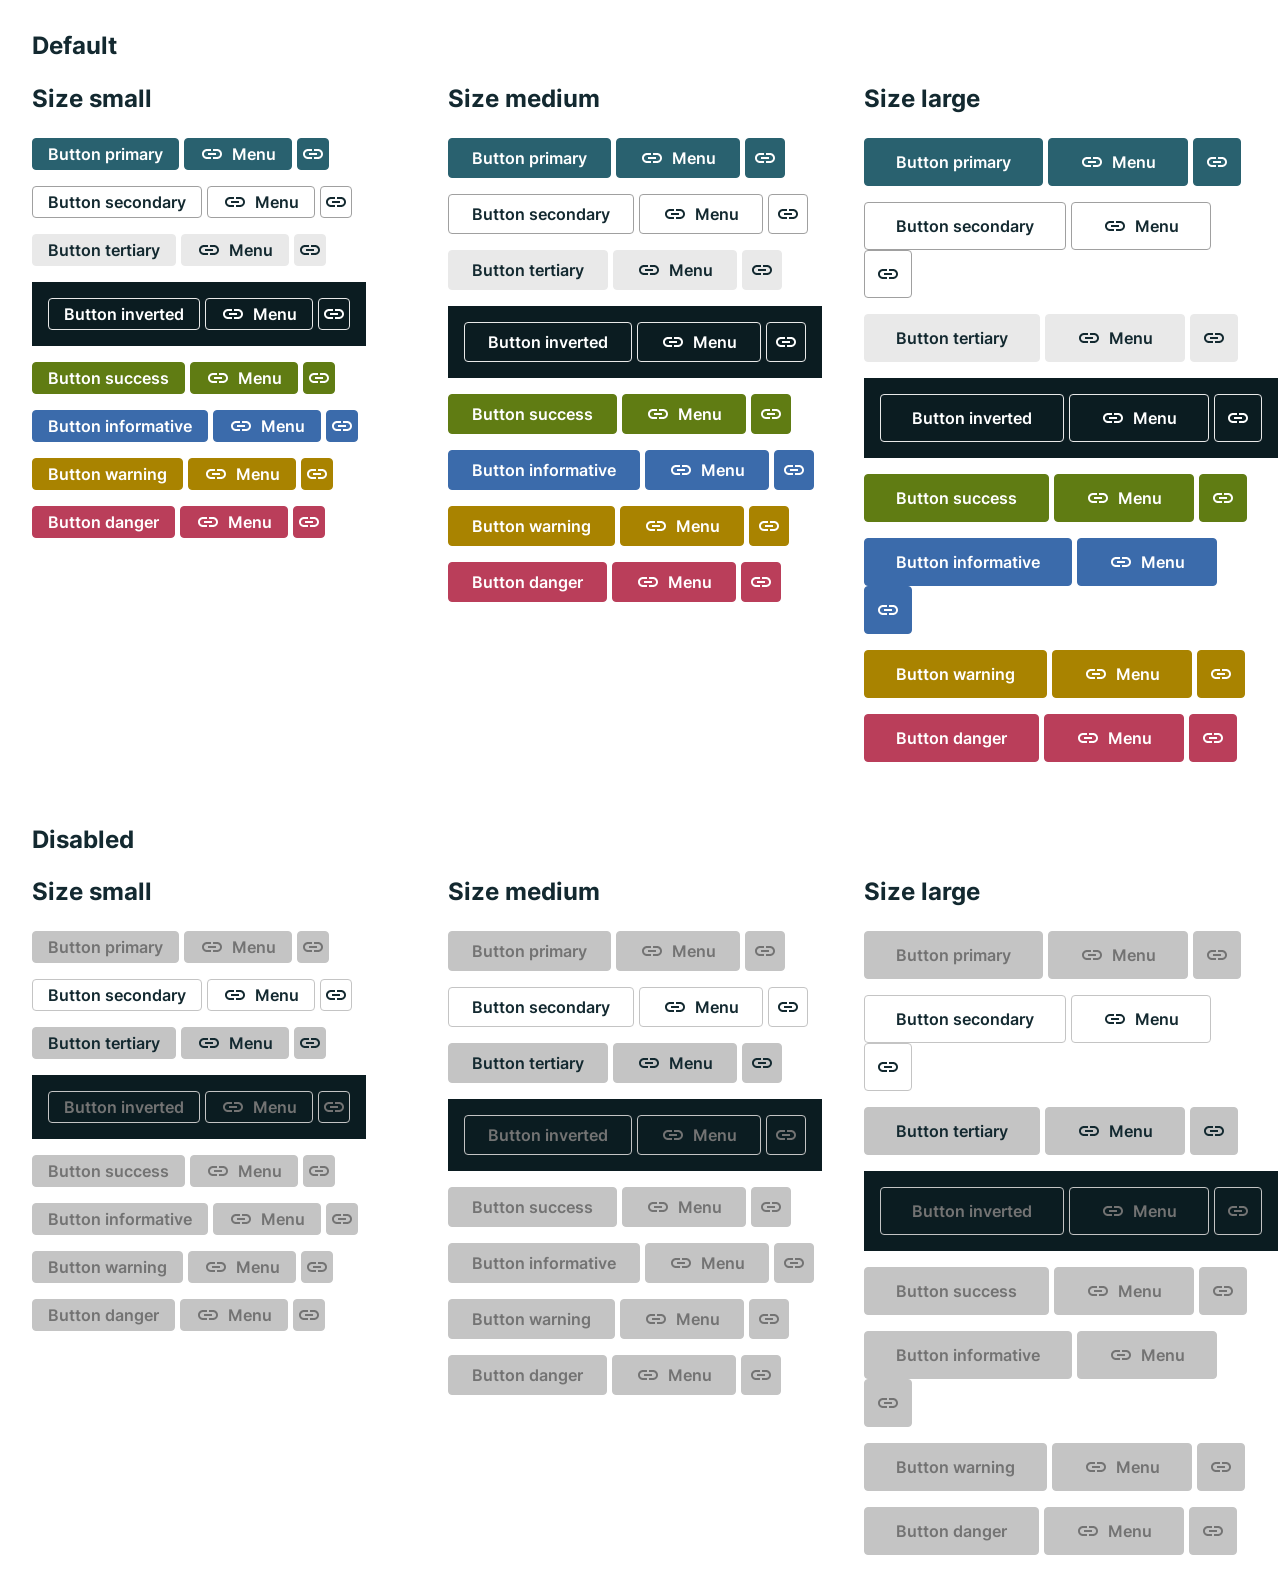 Default
Size small
Button primary Menu
Button secondary Menu
Button tertiary Menu
Button inverted Menu
Button success Menu
Button informative Menu
Button warning Menu
Button danger Menu
Size medium
Button primary Menu
Button secondary Menu
Button tertiary Menu
Button inverted Menu
Button success Menu
Button informative Menu
Button warning Menu
Button danger Menu
Size large
Button primary Menu
Button secondary Menu
Button tertiary Menu
Button inverted Menu
Button success Menu
Button informative Menu
Button warning Menu
Button danger Menu
Disabled
Size small
Button primary Menu
Button secondary Menu
Button tertiary Menu
Button inverted Menu
Button success Menu
Button informative Menu
Button warning Menu
Button danger Menu
Size medium
Button primary Menu
Button secondary Menu
Button tertiary Menu
Button inverted Menu
Button success Menu
Button informative Menu
Button warning Menu
Button danger Menu
Size large
Button primary Menu
Button secondary Menu
Button tertiary Menu
Button inverted Menu
Button success Menu
Button informative Menu
Button warning Menu
Button danger Menu